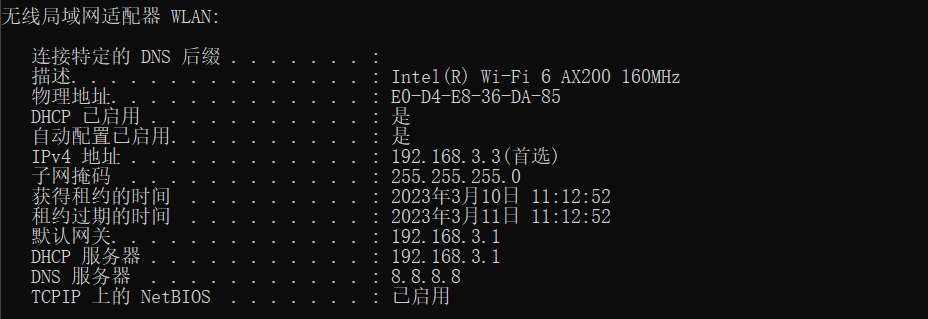 无线局域网适配器 WLAN:
连接特定的 DNS 后缀 . . . . . . . :
描述. . . . . . . . . . . . . . . : Intel(R) Wi-Fi 6 AX200 160MHz
物理地址. . . . . . . . . . . . . : E0-D4-E8-36-DA-85
DHCP 已启用 . . . . . . . . . . . : 是
自动配置已启用. . . . . . . . . . : 是
IPv4 地址 . . . . . . . . . . . . : 192.168.3.3(首选)
子网掩码  . . . . . . . . . . . . : 255.255.255.0
获得租约的时间  . . . . . . . . . : 2023年3月10日 11:12:52
租约过期的时间  . . . . . . . . . : 2023年3月11日 11:12:52
默认网关. . . . . . . . . . . . . : 192.168.3.1
DHCP 服务器 . . . . . . . . . . . : 192.168.3.1
DNS 服务器  . . . . . . . . . . . : 8.8.8.8
TCPIP 上的 NetBIOS  . . . . . . . : 已启用